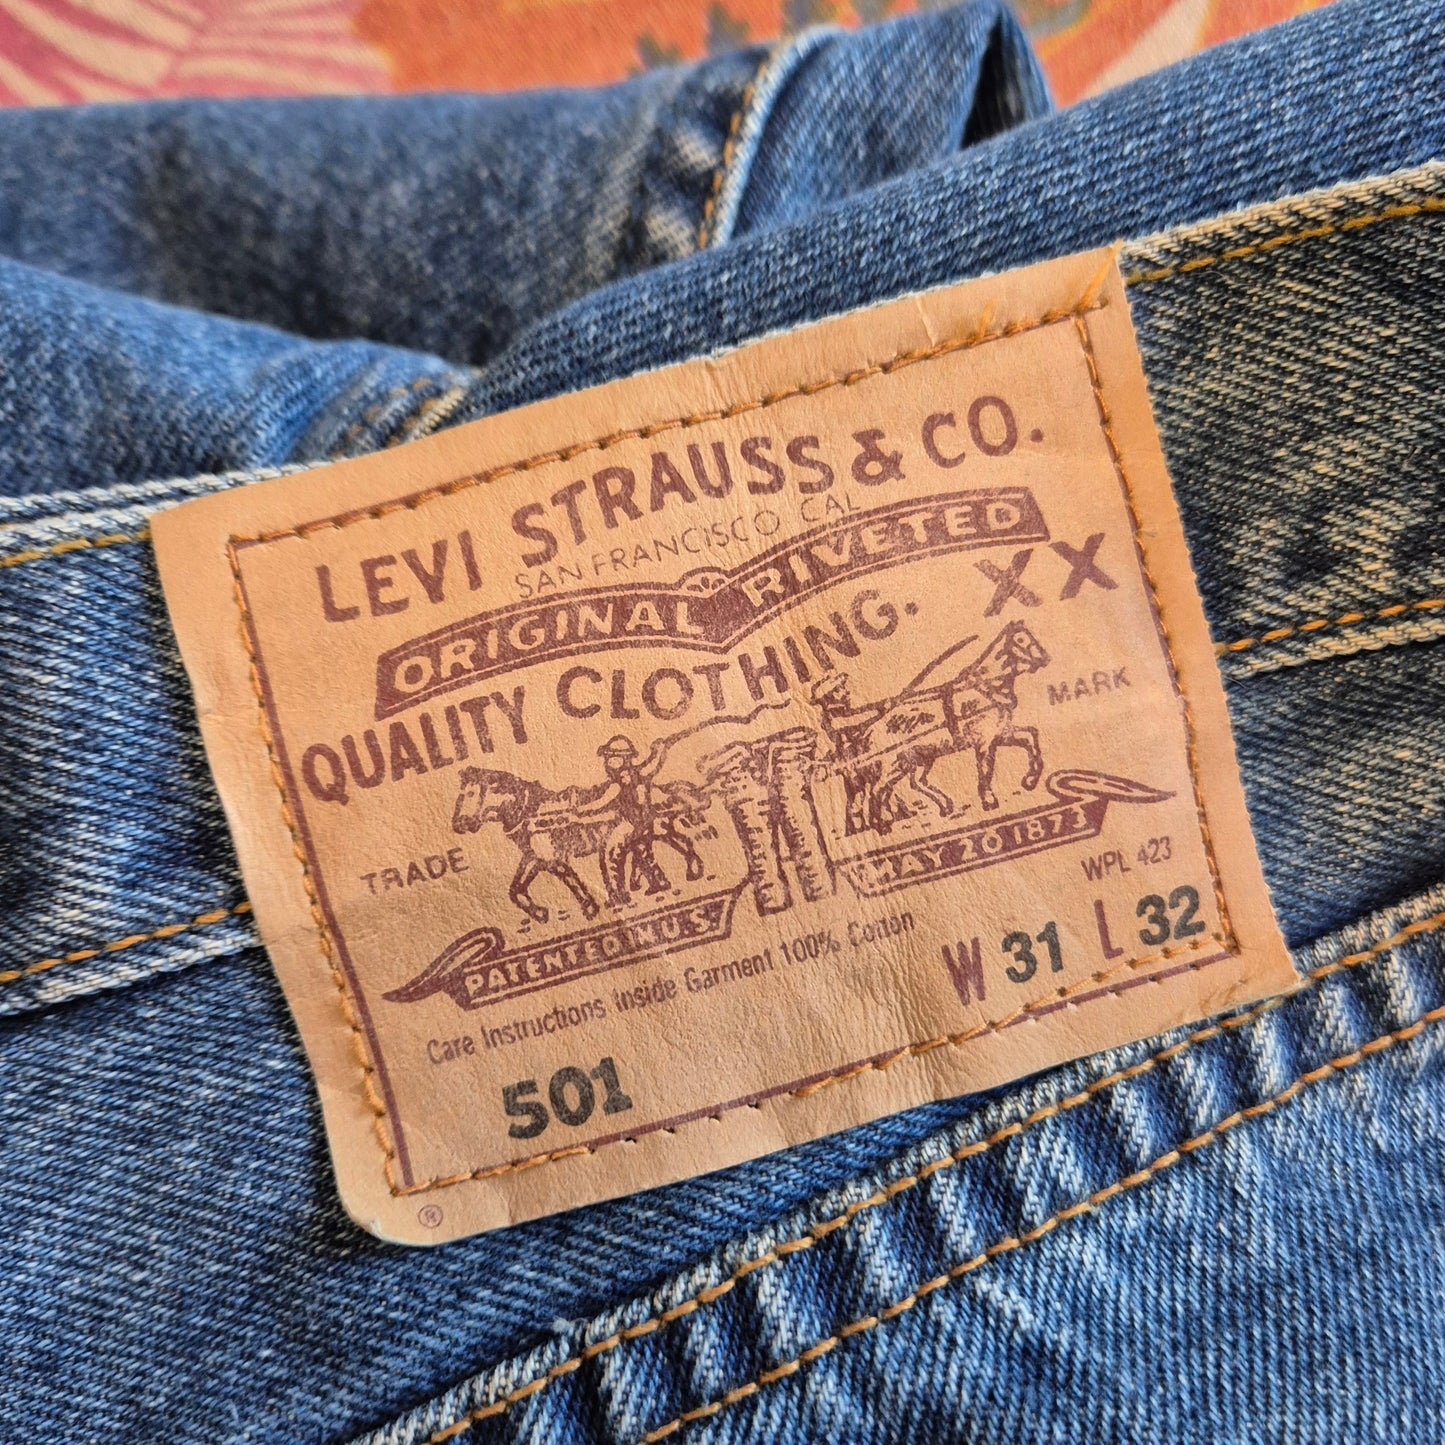 LEVI STRAUSS & CO.
SAN FRANCISCO CAL
ORIGINAL RIVETED
QUALITY CLOTHING. XX
TRADE MARK
PATENTED IN U.S. MAY 20 1873
WPL 423
Care Instructions Inside Garment 100% Cotton
W 31 L 32
501
®